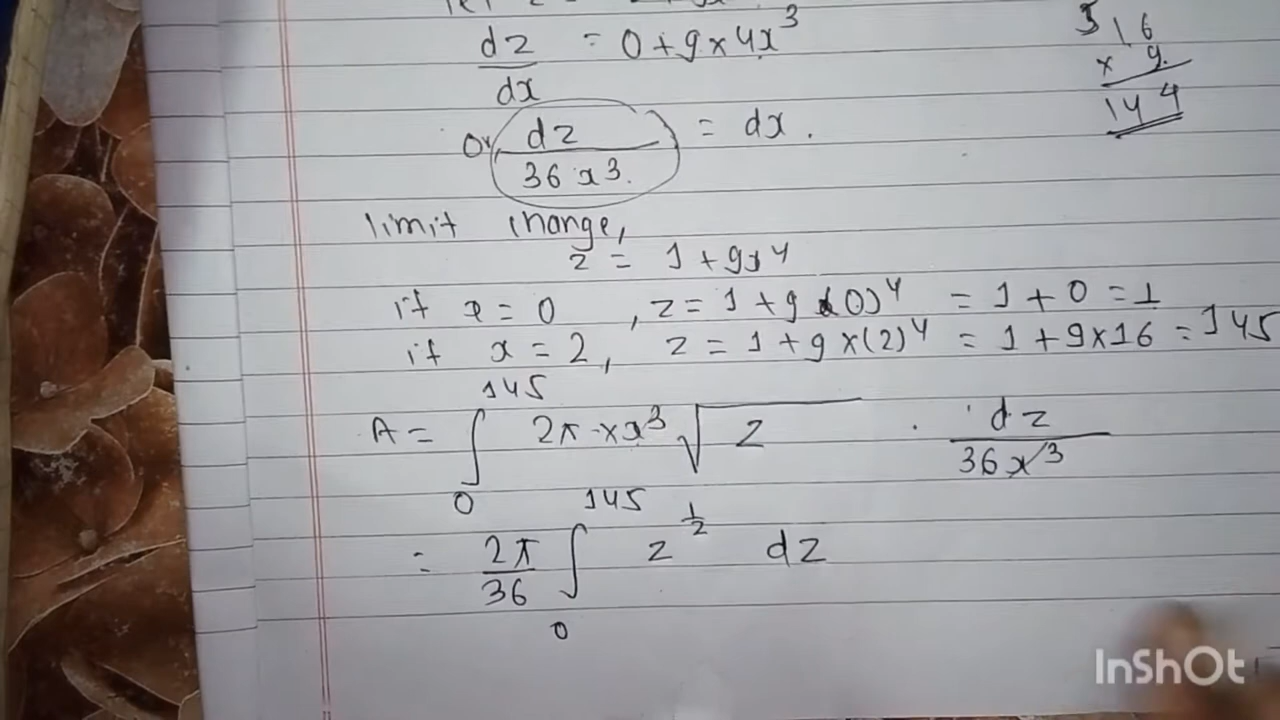 dz/dx = 0 + 9 × 4x³
16
× 9
144
Or, dz/36x³ = dx.
limit change,
z = 1 + 9x⁴
if x = 0 , z = 1 + 9 (0)⁴ = 1 + 0 = 1
if x = 2, z = 1 + 9 × (2)⁴ = 1 + 9 × 16 = 145
A = ∫₀¹⁴⁵ 2π × x³ √z . dz/36x³
= 2π/36 ∫₀¹⁴⁵ z^½ dz
InShOt